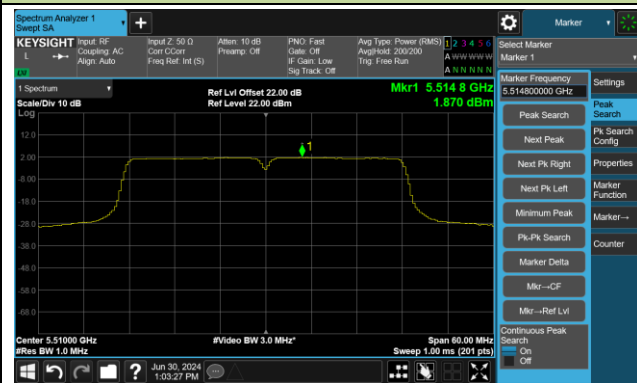 Spectrum Analyzer 1
Swept SA
+
Marker
KEYSIGHT
L
Input: RF
Coupling: AC
Align: Auto
Input Z: 50 Ω
Corr CCorr
Freq Ref: Int (S)
Atten: 10 dB
Preamp: Off
PNO: Fast
Gate: Off
IF Gain: Low
Sig Track: Off
Avg Type: Power (RMS)
Avg|Hold: 200/200
Trig: Free Run
1 2 3 4 5 6
A W W W W W
A N N N N N
Select Marker
Marker 1
1 Spectrum
Scale/Div 10 dB
Log
Ref Lvl Offset 22.00 dB
Ref Level 22.00 dBm
Mkr1 5.514 8 GHz
1.870 dBm
12.0
2.00
-8.00
-18.0
-28.0
-38.0
-48.0
-58.0
-68.0
1
Center 5.51000 GHz
#Res BW 1.0 MHz
#Video BW 3.0 MHz*
Span 60.00 MHz
Sweep 1.00 ms (201 pts)
Marker Frequency
5.514800000 GHz
Peak Search
Next Peak
Next Pk Right
Next Pk Left
Minimum Peak
Pk-Pk Search
Marker Delta
Mkr→CF
Mkr→Ref Lvl
Continuous Peak
Search
On
Off
Settings
Peak
Search
Pk Search
Config
Properties
Marker
Function
Marker→
Counter
?
Jun 30, 2024
1:03:27 PM